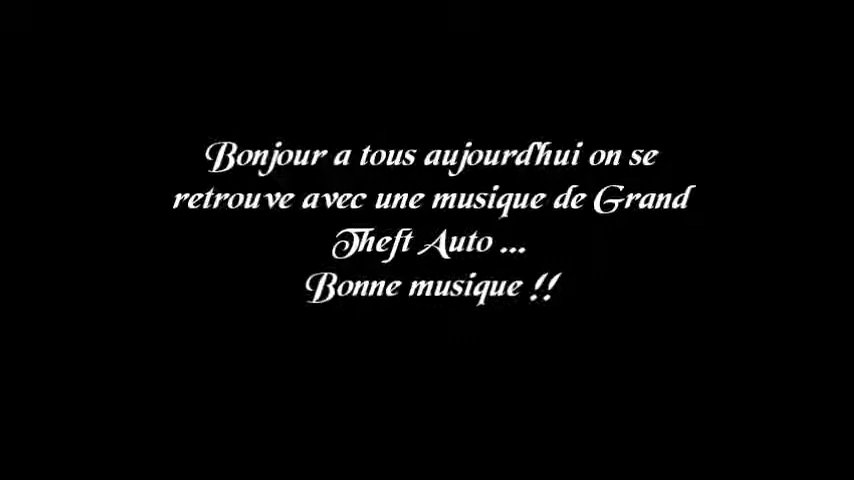 Bonjour a tous aujourd'hui on se
retrouve avec une musique de Grand
Theft Auto ...
Bonne musique !!